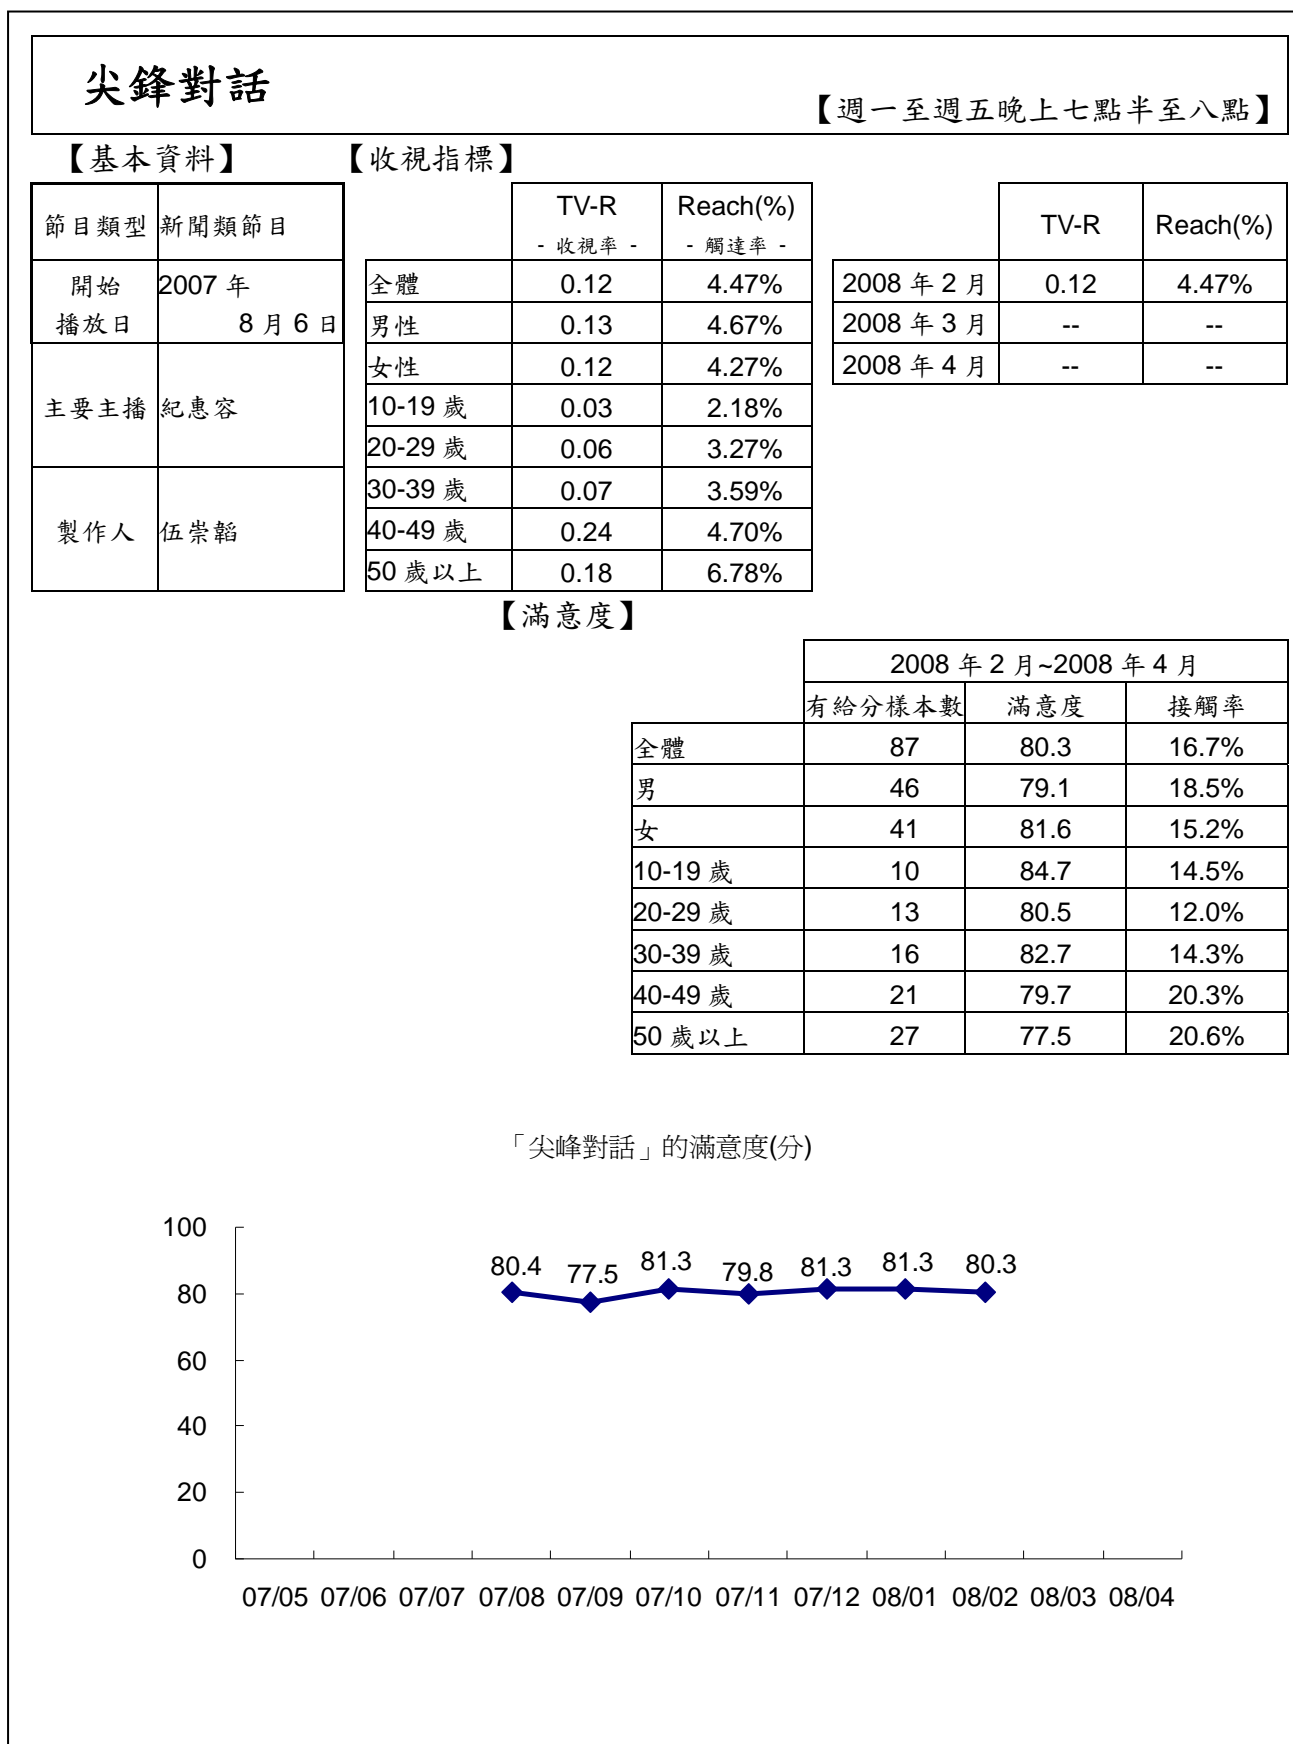 尖鋒對話
【週一至週五晚上七點半至八點】
【基本資料】 【收視指標】
節目類型 新聞類節目
開始播放日 2007 年 8 月 6 日
主要主播 紀惠容
製作人 伍崇韜
TV-R Reach(%)
- 收視率 - - 觸達率 -
全體 0.12 4.47%
男性 0.13 4.67%
女性 0.12 4.27%
10-19 歲 0.03 2.18%
20-29 歲 0.06 3.27%
30-39 歲 0.07 3.59%
40-49 歲 0.24 4.70%
50 歲以上 0.18 6.78%
TV-R Reach(%)
2008 年 2 月 0.12 4.47%
2008 年 3 月 -- --
2008 年 4 月 -- --
【滿意度】
2008 年 2 月~2008 年 4 月
有給分樣本數 滿意度 接觸率
全體 87 80.3 16.7%
男 46 79.1 18.5%
女 41 81.6 15.2%
10-19 歲 10 84.7 14.5%
20-29 歲 13 80.5 12.0%
30-39 歲 16 82.7 14.3%
40-49 歲 21 79.7 20.3%
50 歲以上 27 77.5 20.6%
「尖峰對話」的滿意度(分)
100
80
60
40
20
0
80.4 77.5 81.3 79.8 81.3 81.3 80.3
07/05 07/06 07/07 07/08 07/09 07/10 07/11 07/12 08/01 08/02 08/03 08/04